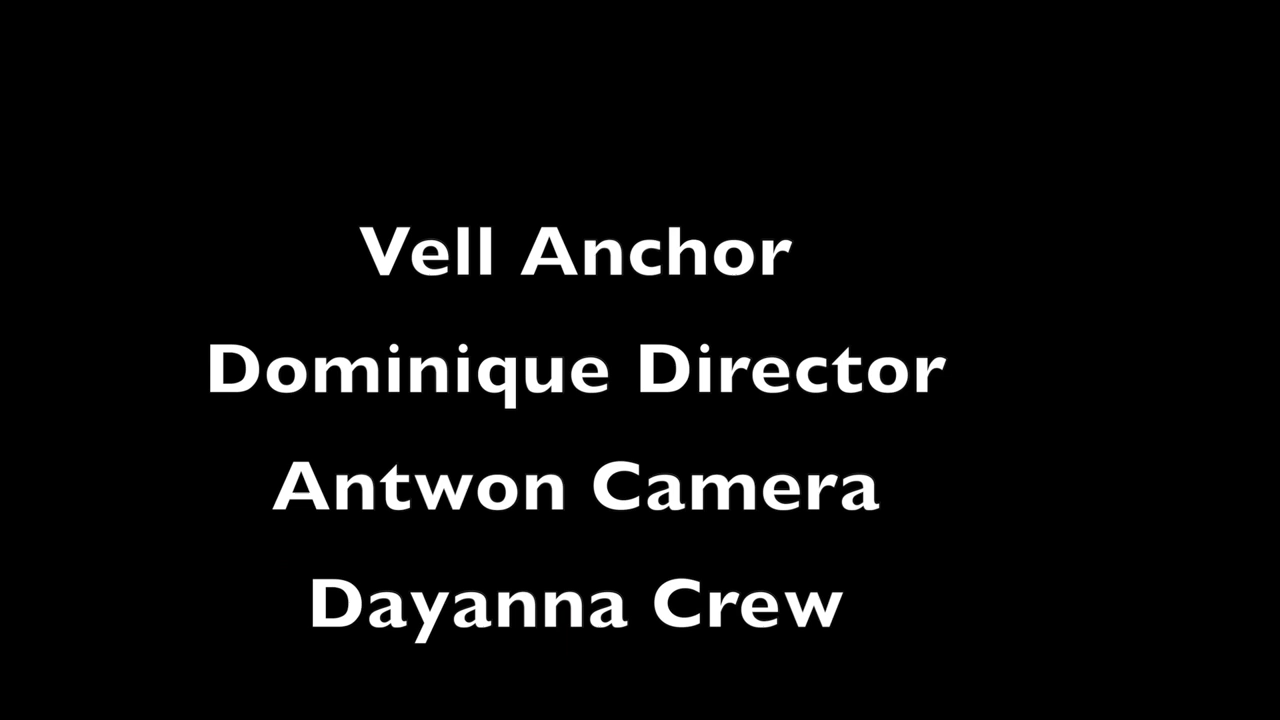 Vell Anchor
Dominique Director
Antwon Camera
Dayanna Crew